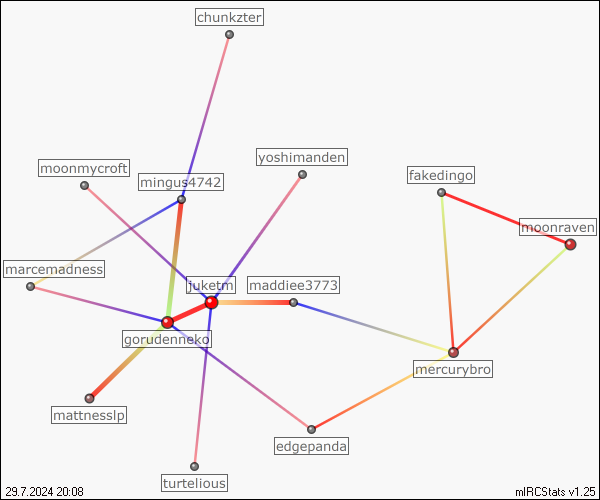 chunkzter
yoshimanden
moonmycroft
mingus4742
fakedingo
moonraven
marcemadness
juketm
maddiee3773
gorudenneko
mercurybro
mattnesslp
edgepanda
turtelious
29.7.2024 20:08
mIRCStats v1.25